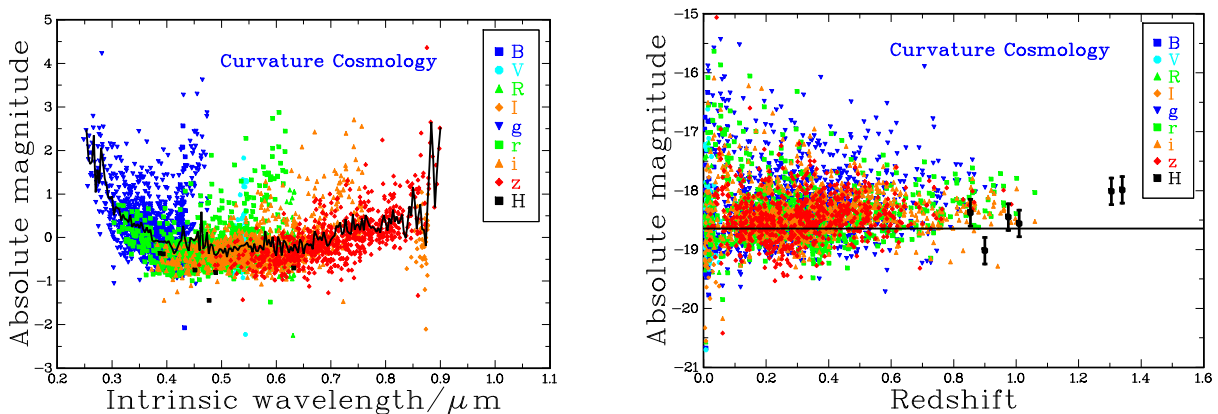 Curvature Cosmology
B
V
R
I
g
r
i
z
H
5
4
3
2
1
0
−1
−2
−3
0.2 0.3 0.4 0.5 0.6 0.7 0.8 0.9 1.0 1.1
Absolute magnitude
Intrinsic wavelength/μm
Curvature Cosmology
B
V
R
I
g
r
i
z
H
−15
−16
−17
−18
−19
−20
−21
0.0 0.2 0.4 0.6 0.8 1.0 1.2 1.4 1.6
Absolute magnitude
Redshift